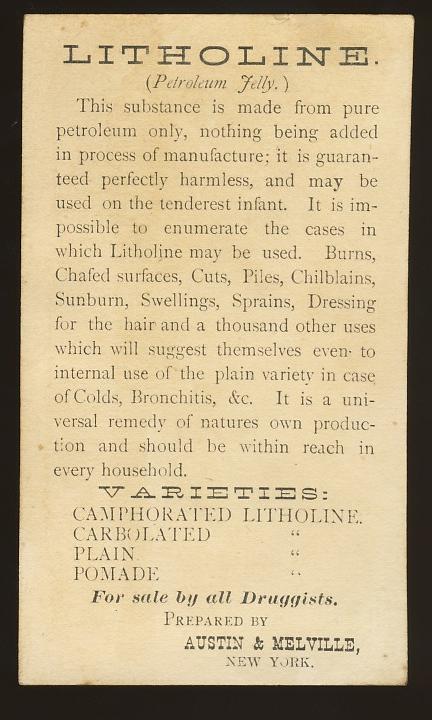 LITHOLINE.
(Petroleum Jelly.)
This substance is made from pure
petroleum only, nothing being added
in process of manufacture; it is guaran-
teed perfectly harmless, and may be
used on the tenderest infant. It is im-
possible to enumerate the cases in
which Litholine may be used. Burns,
Chafed surfaces, Cuts, Piles, Chilblains,
Sunburn, Swellings, Sprains, Dressing
for the hair and a thousand other uses
which will suggest themselves even to
internal use of the plain variety in case
of Colds, Bronchitis, &c. It is a uni-
versal remedy of natures own produc-
tion and should be within reach in
every household.
VARIETIES:
CAMPHORATED LITHOLINE.
CARBOLATED "
PLAIN "
POMADE "
For sale by all Druggists.
PREPARED BY
AUSTIN & MELVILLE,
NEW YORK.